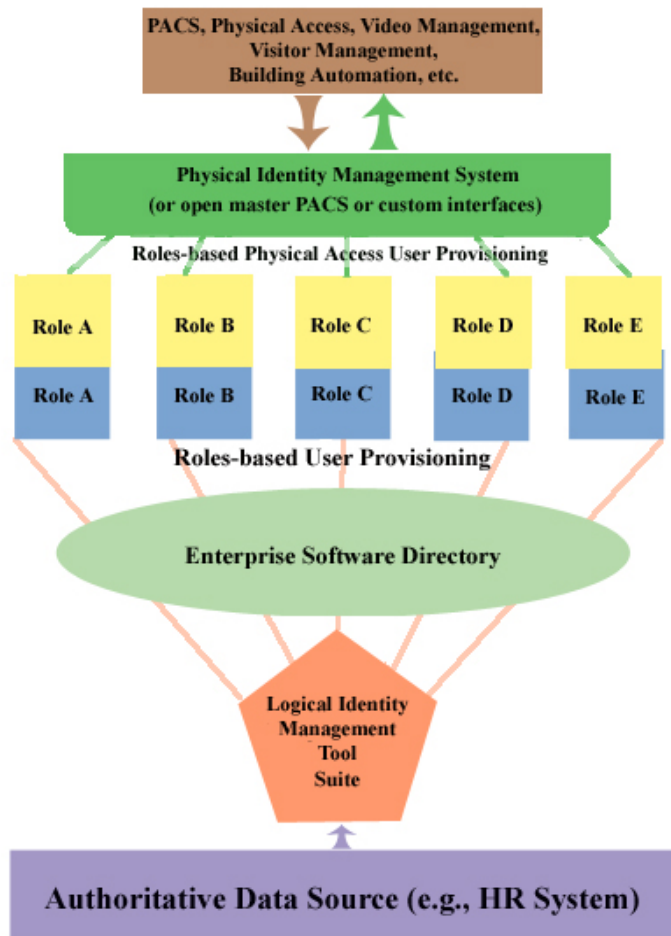 PACS, Physical Access, Video Management,
Visitor Management,
Building Automation, etc.
Physical Identity Management System
(or open master PACS or custom interfaces)
Roles-based Physical Access User Provisioning
Role A
Role B
Role C
Role D
Role E
Role A
Role B
Role C
Role D
Role E
Roles-based User Provisioning
Enterprise Software Directory
Logical Identity
Management
Tool
Suite
Authoritative Data Source (e.g., HR System)